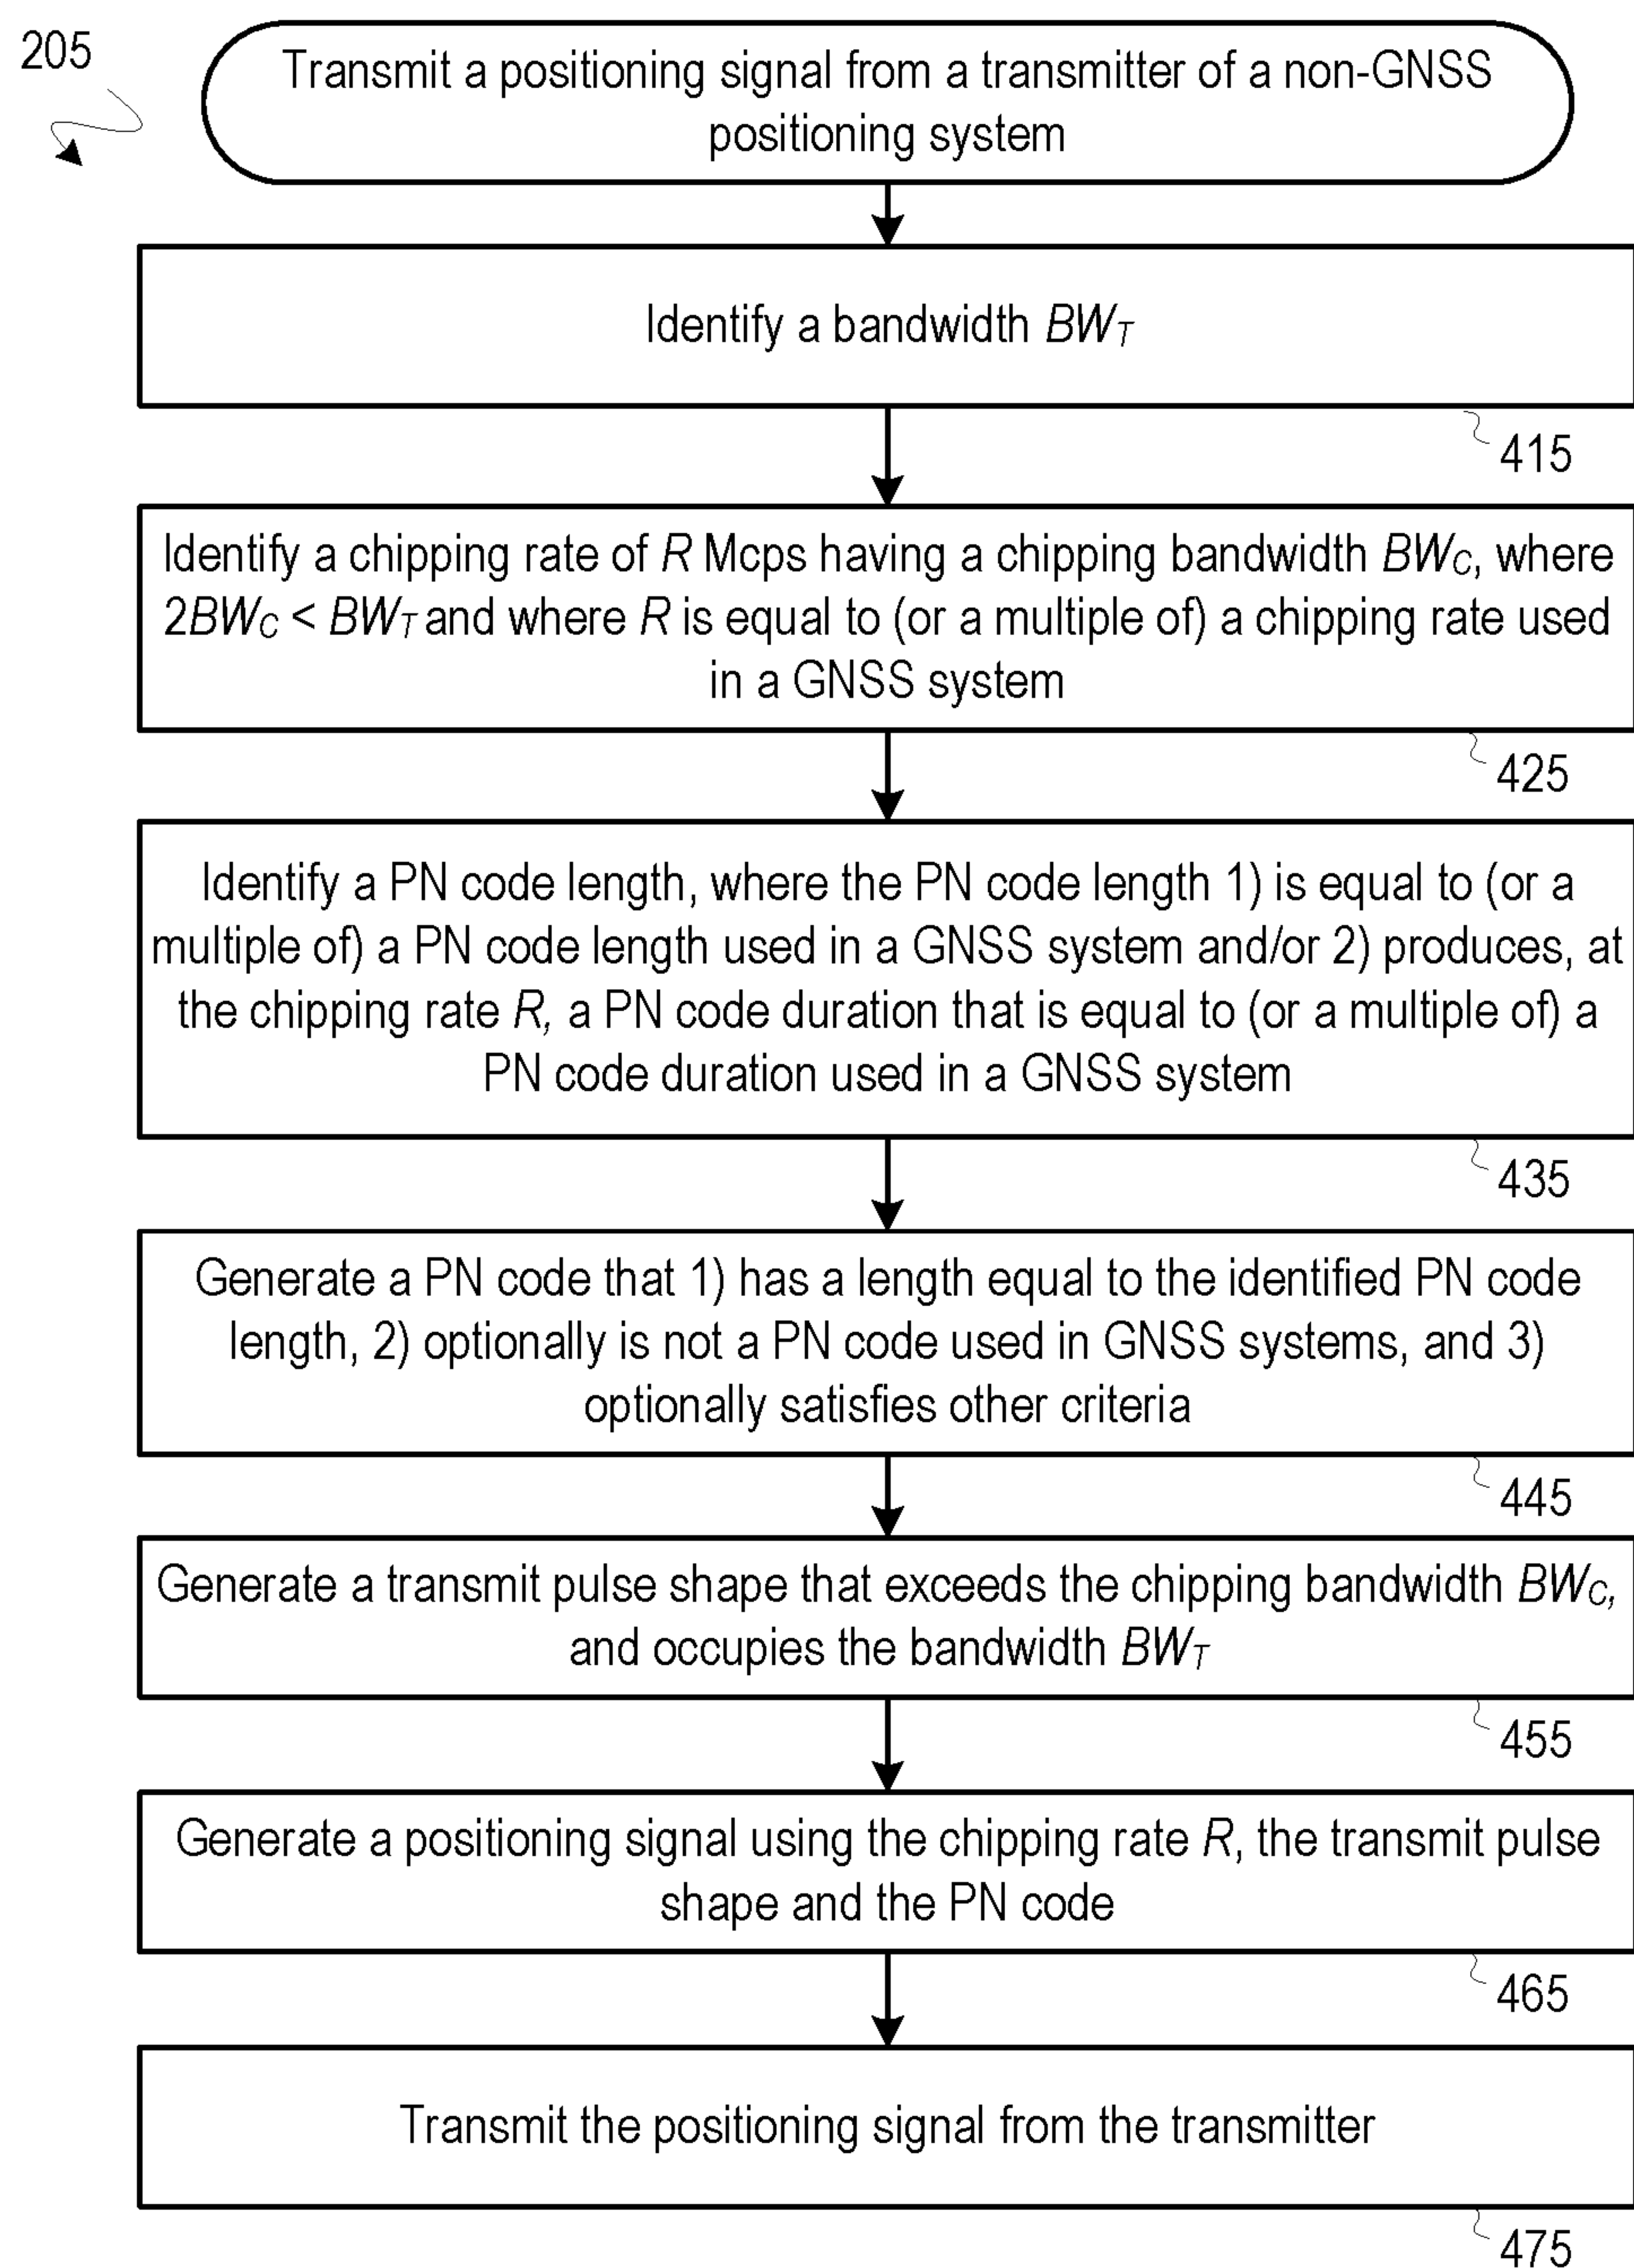 205
Transmit a positioning signal from a transmitter of a non-GNSS
positioning system
Identify a bandwidth BWT
415
Identify a chipping rate of R Mcps having a chipping bandwidth BWC, where
2BWC < BWT and where R is equal to (or a multiple of) a chipping rate used
in a GNSS system
425
Identify a PN code length, where the PN code length 1) is equal to (or a
multiple of) a PN code length used in a GNSS system and/or 2) produces, at
the chipping rate R, a PN code duration that is equal to (or a multiple of) a
PN code duration used in a GNSS system
435
Generate a PN code that 1) has a length equal to the identified PN code
length, 2) optionally is not a PN code used in GNSS systems, and 3)
optionally satisfies other criteria
445
Generate a transmit pulse shape that exceeds the chipping bandwidth BWC,
and occupies the bandwidth BWT
455
Generate a positioning signal using the chipping rate R, the transmit pulse
shape and the PN code
465
Transmit the positioning signal from the transmitter
475